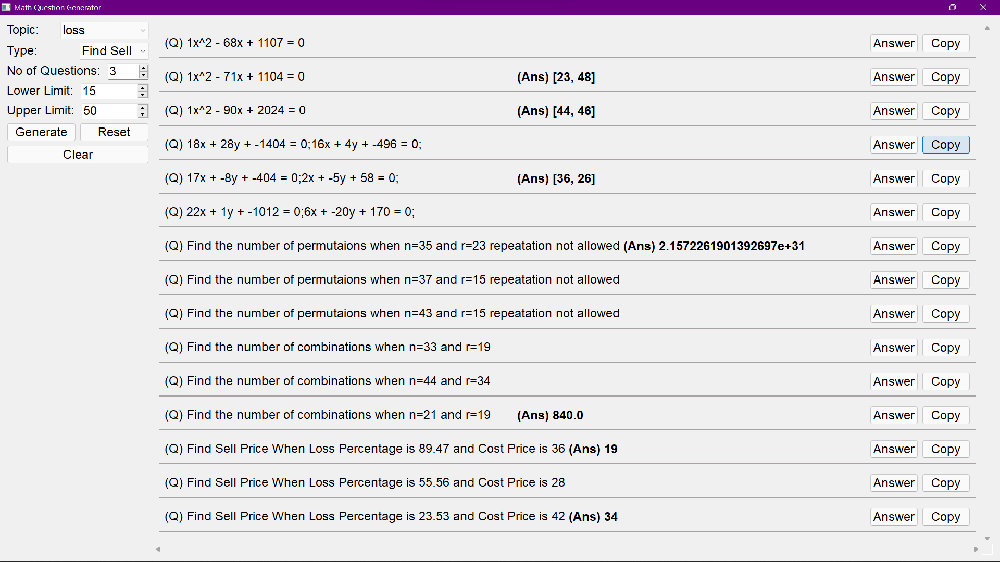 Math Question Generator
Topic: loss
Type: Find Sell
No of Questions: 3
Lower Limit: 15
Upper Limit: 50
Generate Reset
Clear
(Q) 1x^2 - 68x + 1107 = 0 Answer Copy
(Q) 1x^2 - 71x + 1104 = 0 (Ans) [23, 48] Answer Copy
(Q) 1x^2 - 90x + 2024 = 0 (Ans) [44, 46] Answer Copy
(Q) 18x + 28y + -1404 = 0;16x + 4y + -496 = 0; Answer Copy
(Q) 17x + -8y + -404 = 0;2x + -5y + 58 = 0; (Ans) [36, 26] Answer Copy
(Q) 22x + 1y + -1012 = 0;6x + -20y + 170 = 0; Answer Copy
(Q) Find the number of permutaions when n=35 and r=23 repeatation not allowed (Ans) 2.1572261901392697e+31 Answer Copy
(Q) Find the number of permutaions when n=37 and r=15 repeatation not allowed Answer Copy
(Q) Find the number of permutaions when n=43 and r=15 repeatation not allowed Answer Copy
(Q) Find the number of combinations when n=33 and r=19 Answer Copy
(Q) Find the number of combinations when n=44 and r=34 Answer Copy
(Q) Find the number of combinations when n=21 and r=19 (Ans) 840.0 Answer Copy
(Q) Find Sell Price When Loss Percentage is 89.47 and Cost Price is 36 (Ans) 19 Answer Copy
(Q) Find Sell Price When Loss Percentage is 55.56 and Cost Price is 28 Answer Copy
(Q) Find Sell Price When Loss Percentage is 23.53 and Cost Price is 42 (Ans) 34 Answer Copy